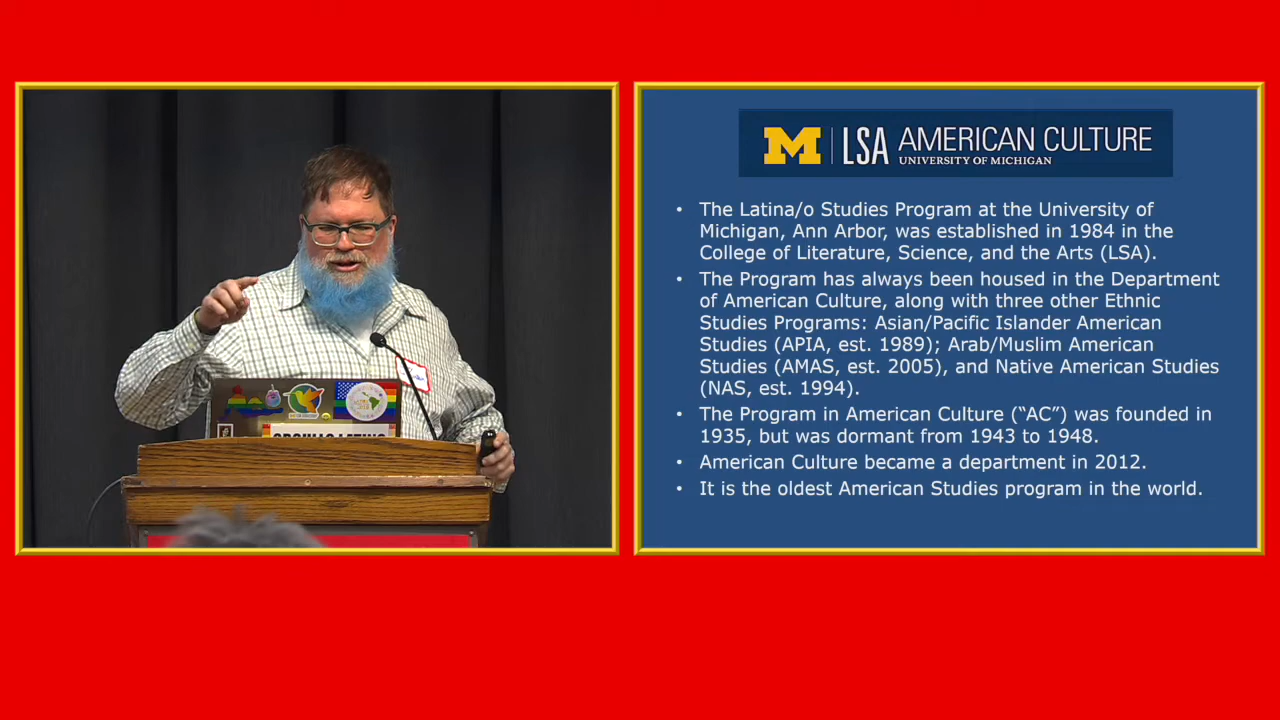 M LSA AMERICAN CULTURE
UNIVERSITY OF MICHIGAN
• The Latina/o Studies Program at the University of
Michigan, Ann Arbor, was established in 1984 in the
College of Literature, Science, and the Arts (LSA).
• The Program has always been housed in the Department
of American Culture, along with three other Ethnic
Studies Programs: Asian/Pacific Islander American
Studies (APIA, est. 1989); Arab/Muslim American
Studies (AMAS, est. 2005), and Native American Studies
(NAS, est. 1994).
• The Program in American Culture (“AC”) was founded in
1935, but was dormant from 1943 to 1948.
• American Culture became a department in 2012.
• It is the oldest American Studies program in the world.